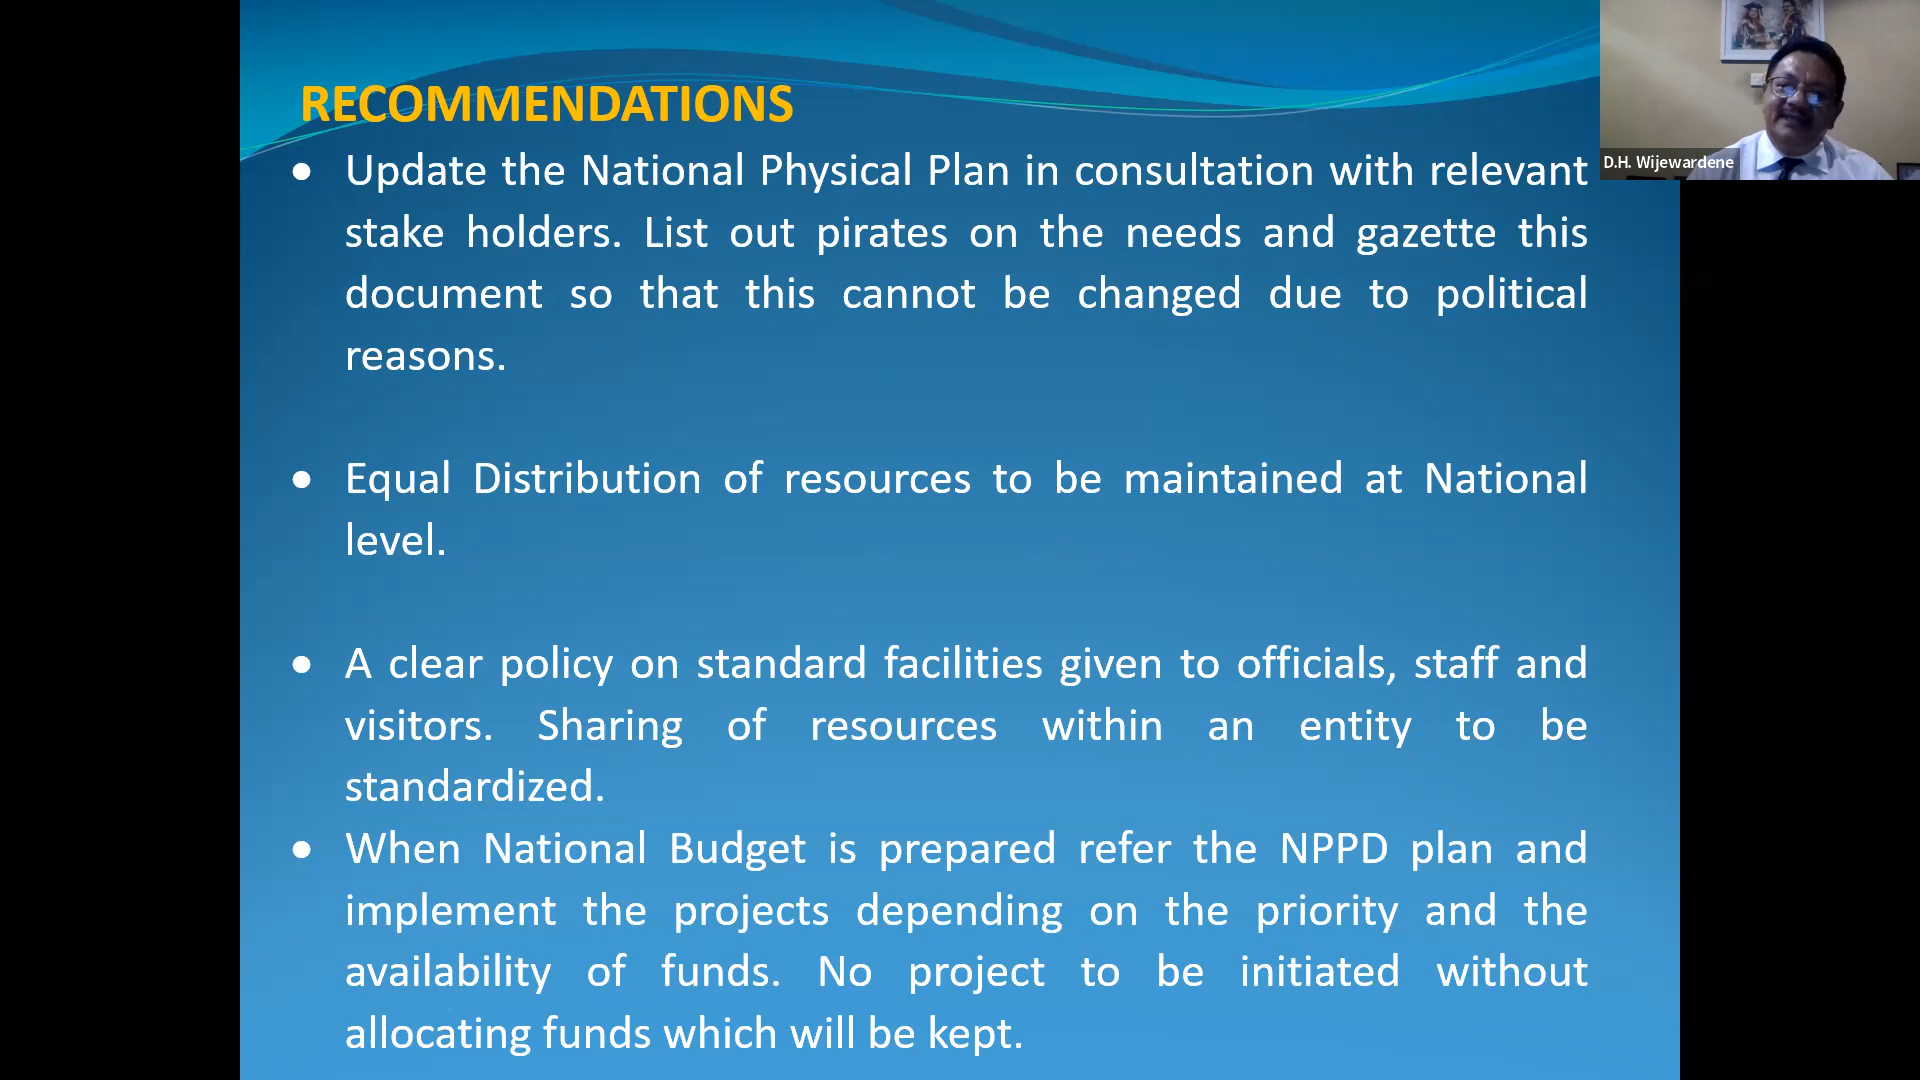 RECOMMENDATIONS
• Update the National Physical Plan in consultation with relevant
stake holders. List out pirates on the needs and gazette this
document so that this cannot be changed due to political
reasons.
• Equal Distribution of resources to be maintained at National
level.
• A clear policy on standard facilities given to officials, staff and
visitors. Sharing of resources within an entity to be
standardized.
• When National Budget is prepared refer the NPPD plan and
implement the projects depending on the priority and the
availability of funds. No project to be initiated without
allocating funds which will be kept.
D.H. Wijewardene